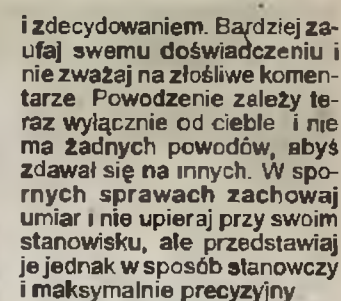 i zdecydowaniem. Bardziej za-
ufaj swemu doświadczeniu i
nie zważaj na złośliwe komen-
tarze Powodzenie zależy te-
raz wyłącznie od ciebie i nie
ma żadnych powodów, abyś
zdawał się na innych. W spo-
rnych sprawach zachowaj
umiar i nie upieraj przy swoim
stanowisku, ale przedstawiaj
je jednak w sposób stanowczy
i maksymalnie precyzyjny